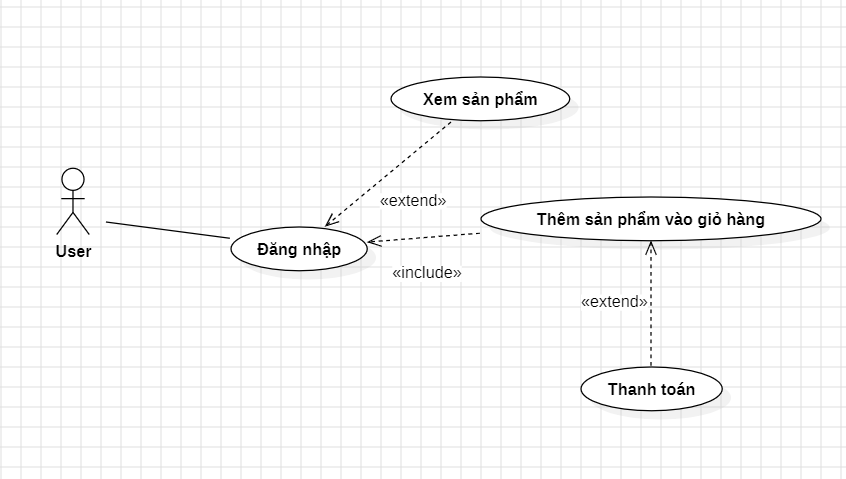 Xem sản phẩm
«extend»
Thêm sản phẩm vào giỏ hàng
User
Đăng nhập
«include»
«extend»
Thanh toán